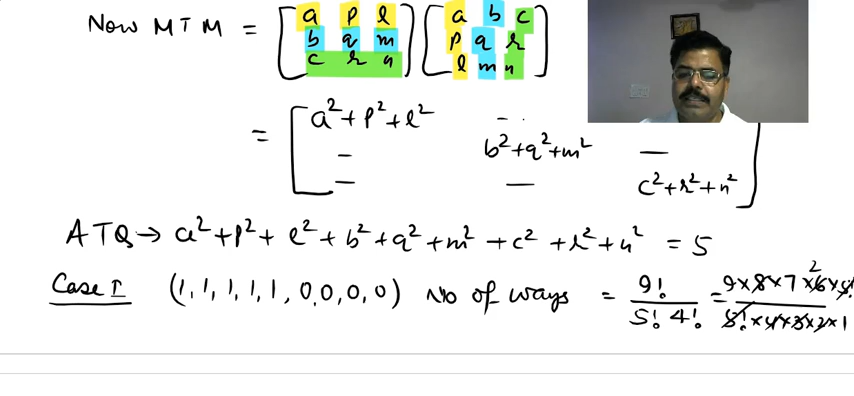 Now MTM = [ a p l [ a b c
b q m p q r
c r n ] l m n ]
= [ a²+p²+l² - -
- b²+q²+m² —
- — c²+r²+n² ]
ATQ → a²+p²+l²+b²+q²+m²+c²+r²+n² = 5
Case I (1,1,1,1,1,0,0,0,0) No of ways = 9!/5! 4! = 9×8×7×6×5!/5!×4×3×2×1
2